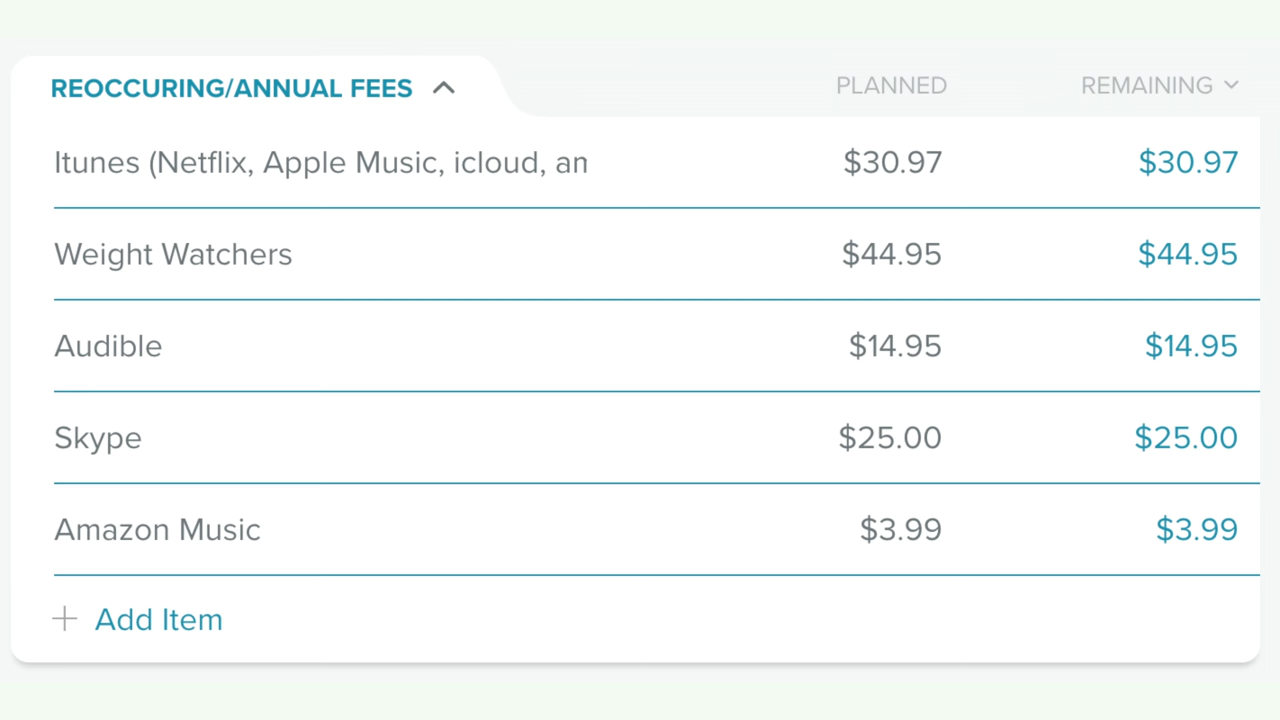 REOCCURING/ANNUAL FEES PLANNED REMAINING
Itunes (Netflix, Apple Music, icloud, an $30.97 $30.97
Weight Watchers $44.95 $44.95
Audible $14.95 $14.95
Skype $25.00 $25.00
Amazon Music $3.99 $3.99
+ Add Item